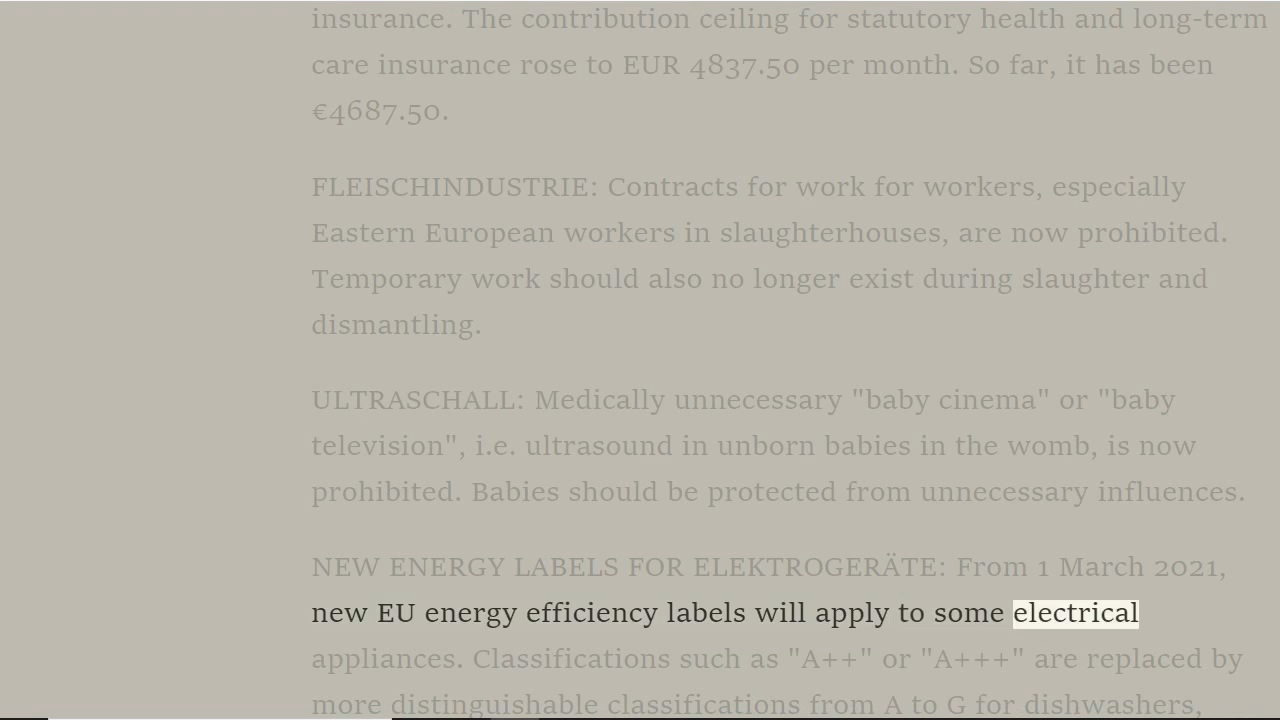 insurance. The contribution ceiling for statutory health and long-term
care insurance rose to EUR 4837.50 per month. So far, it has been
€4687.50.
FLEISCHINDUSTRIE: Contracts for work for workers, especially
Eastern European workers in slaughterhouses, are now prohibited.
Temporary work should also no longer exist during slaughter and
dismantling.
ULTRASCHALL: Medically unnecessary "baby cinema" or "baby
television", i.e. ultrasound in unborn babies in the womb, is now
prohibited. Babies should be protected from unnecessary influences.
NEW ENERGY LABELS FOR ELEKTROGERÄTE: From 1 March 2021,
new EU energy efficiency labels will apply to some electrical
appliances. Classifications such as "A++" or "A+++" are replaced by
more distinguishable classifications from A to G for dishwashers,